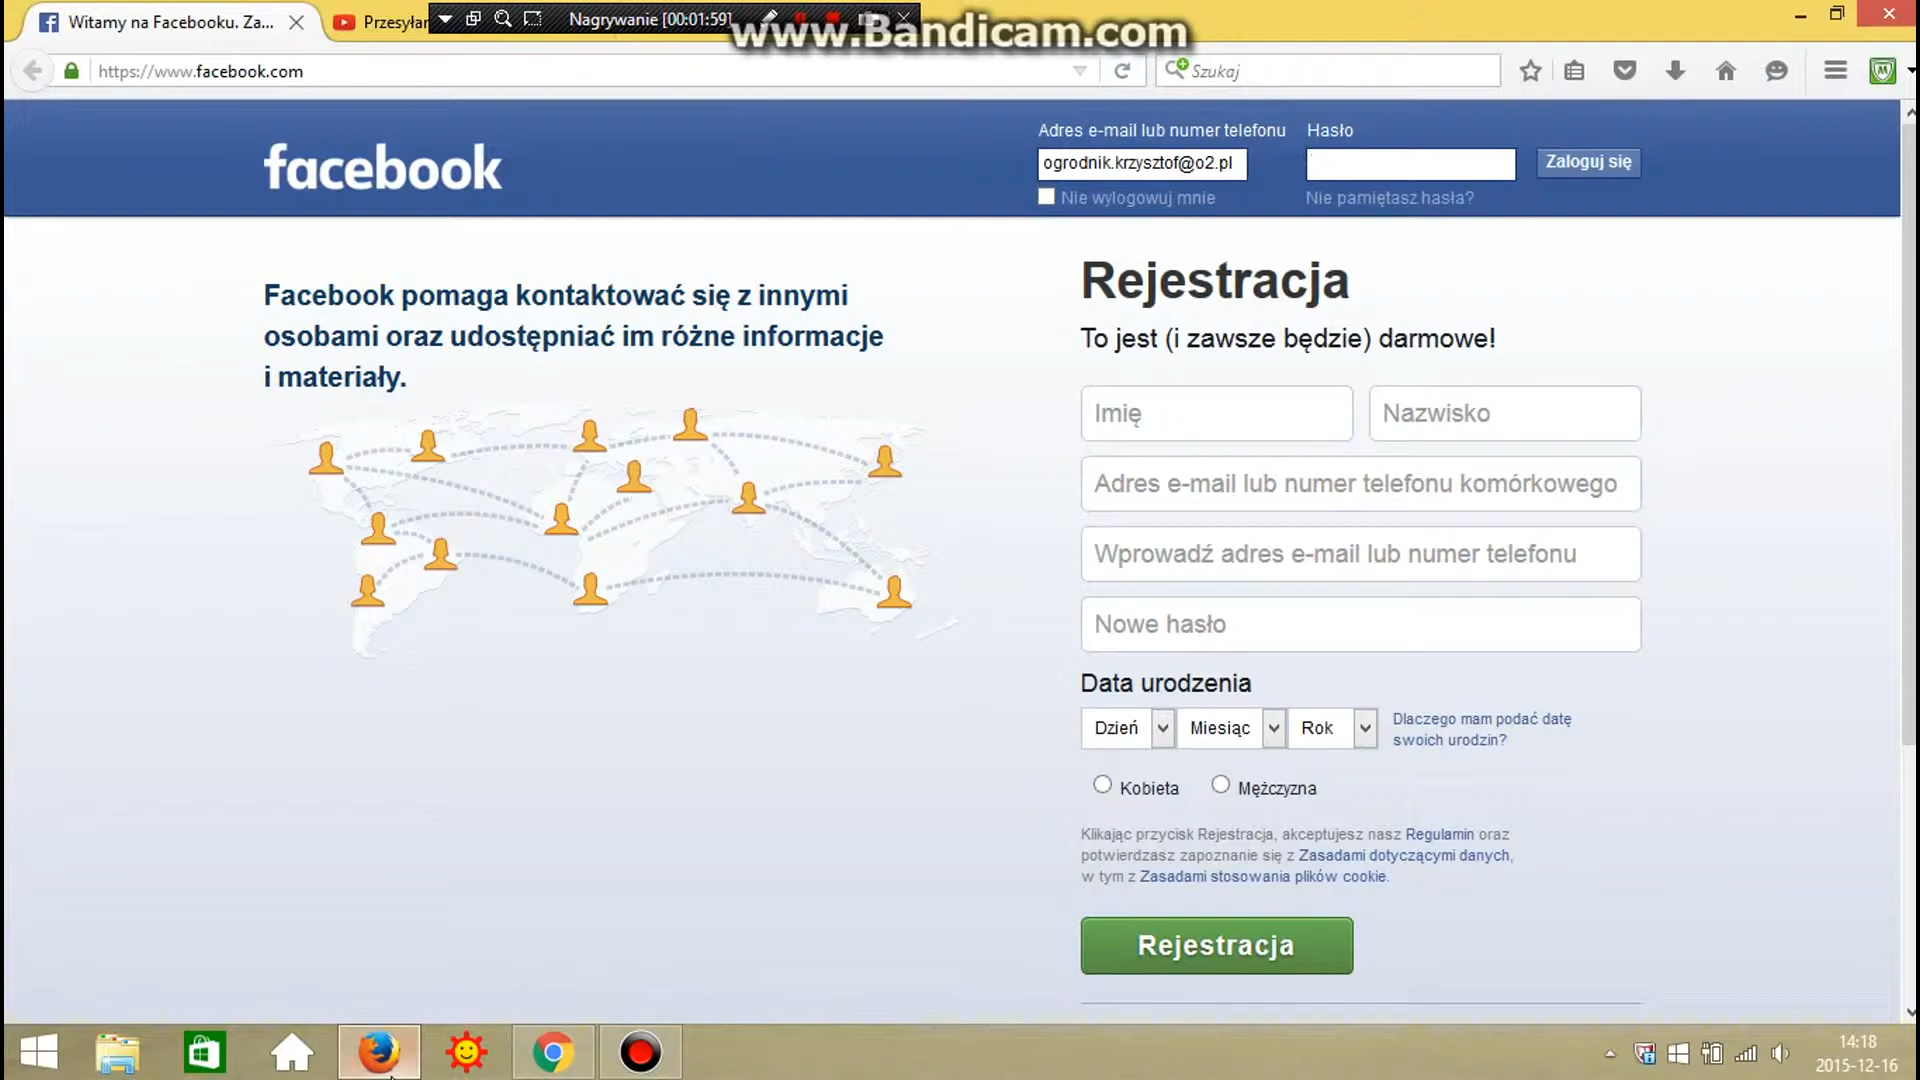 Witamy na Facebooku. Za...
Przesyłan
Nagrywanie [00:01:59]
www.Bandicam.com
https://www.facebook.com
Szukaj
facebook
Adres e-mail lub numer telefonu
Hasło
ogrodnik.krzysztof@o2.pl
Zaloguj się
Nie wylogowuj mnie
Nie pamiętasz hasła?
Facebook pomaga kontaktować się z innymi
osobami oraz udostępniać im różne informacje
i materiały.
Rejestracja
To jest (i zawsze będzie) darmowe!
Imię
Nazwisko
Adres e-mail lub numer telefonu komórkowego
Wprowadź adres e-mail lub numer telefonu
Nowe hasło
Data urodzenia
Dzień
Miesiąc
Rok
Dlaczego mam podać datę
swoich urodzin?
Kobieta
Mężczyzna
Klikając przycisk Rejestracja, akceptujesz nasz Regulamin oraz
potwierdzasz zapoznanie się z Zasadami dotyczącymi danych,
w tym z Zasadami stosowania plików cookie.
Rejestracja
14:18
2015-12-16